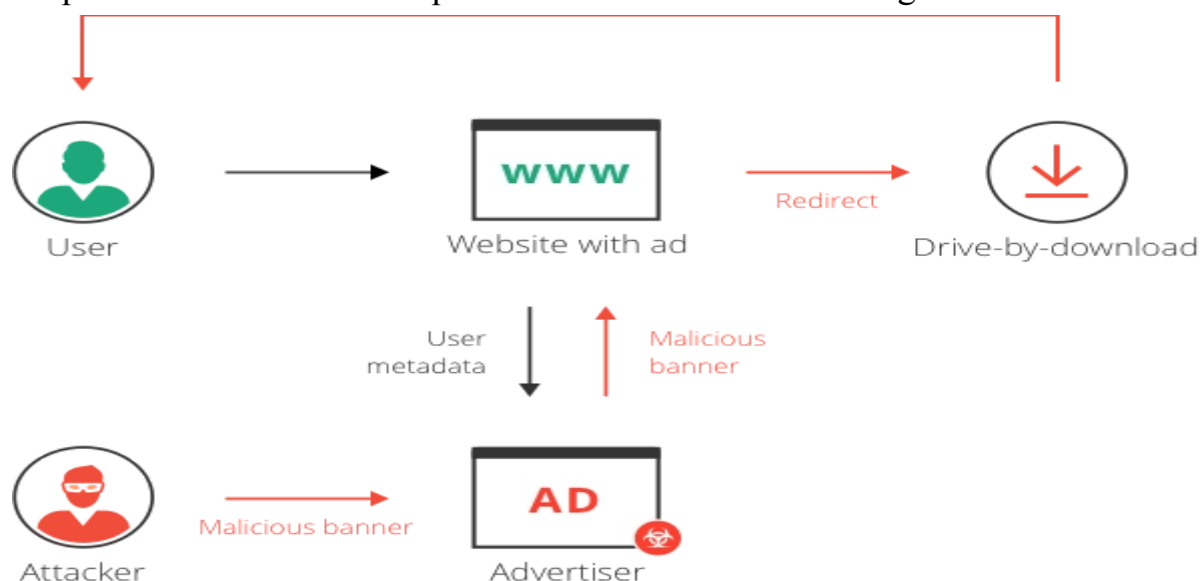 www
Redirect
User
Website with ad
Drive-by-download
User
metadata
Malicious
banner
AD
Malicious banner
Attacker
Advertiser